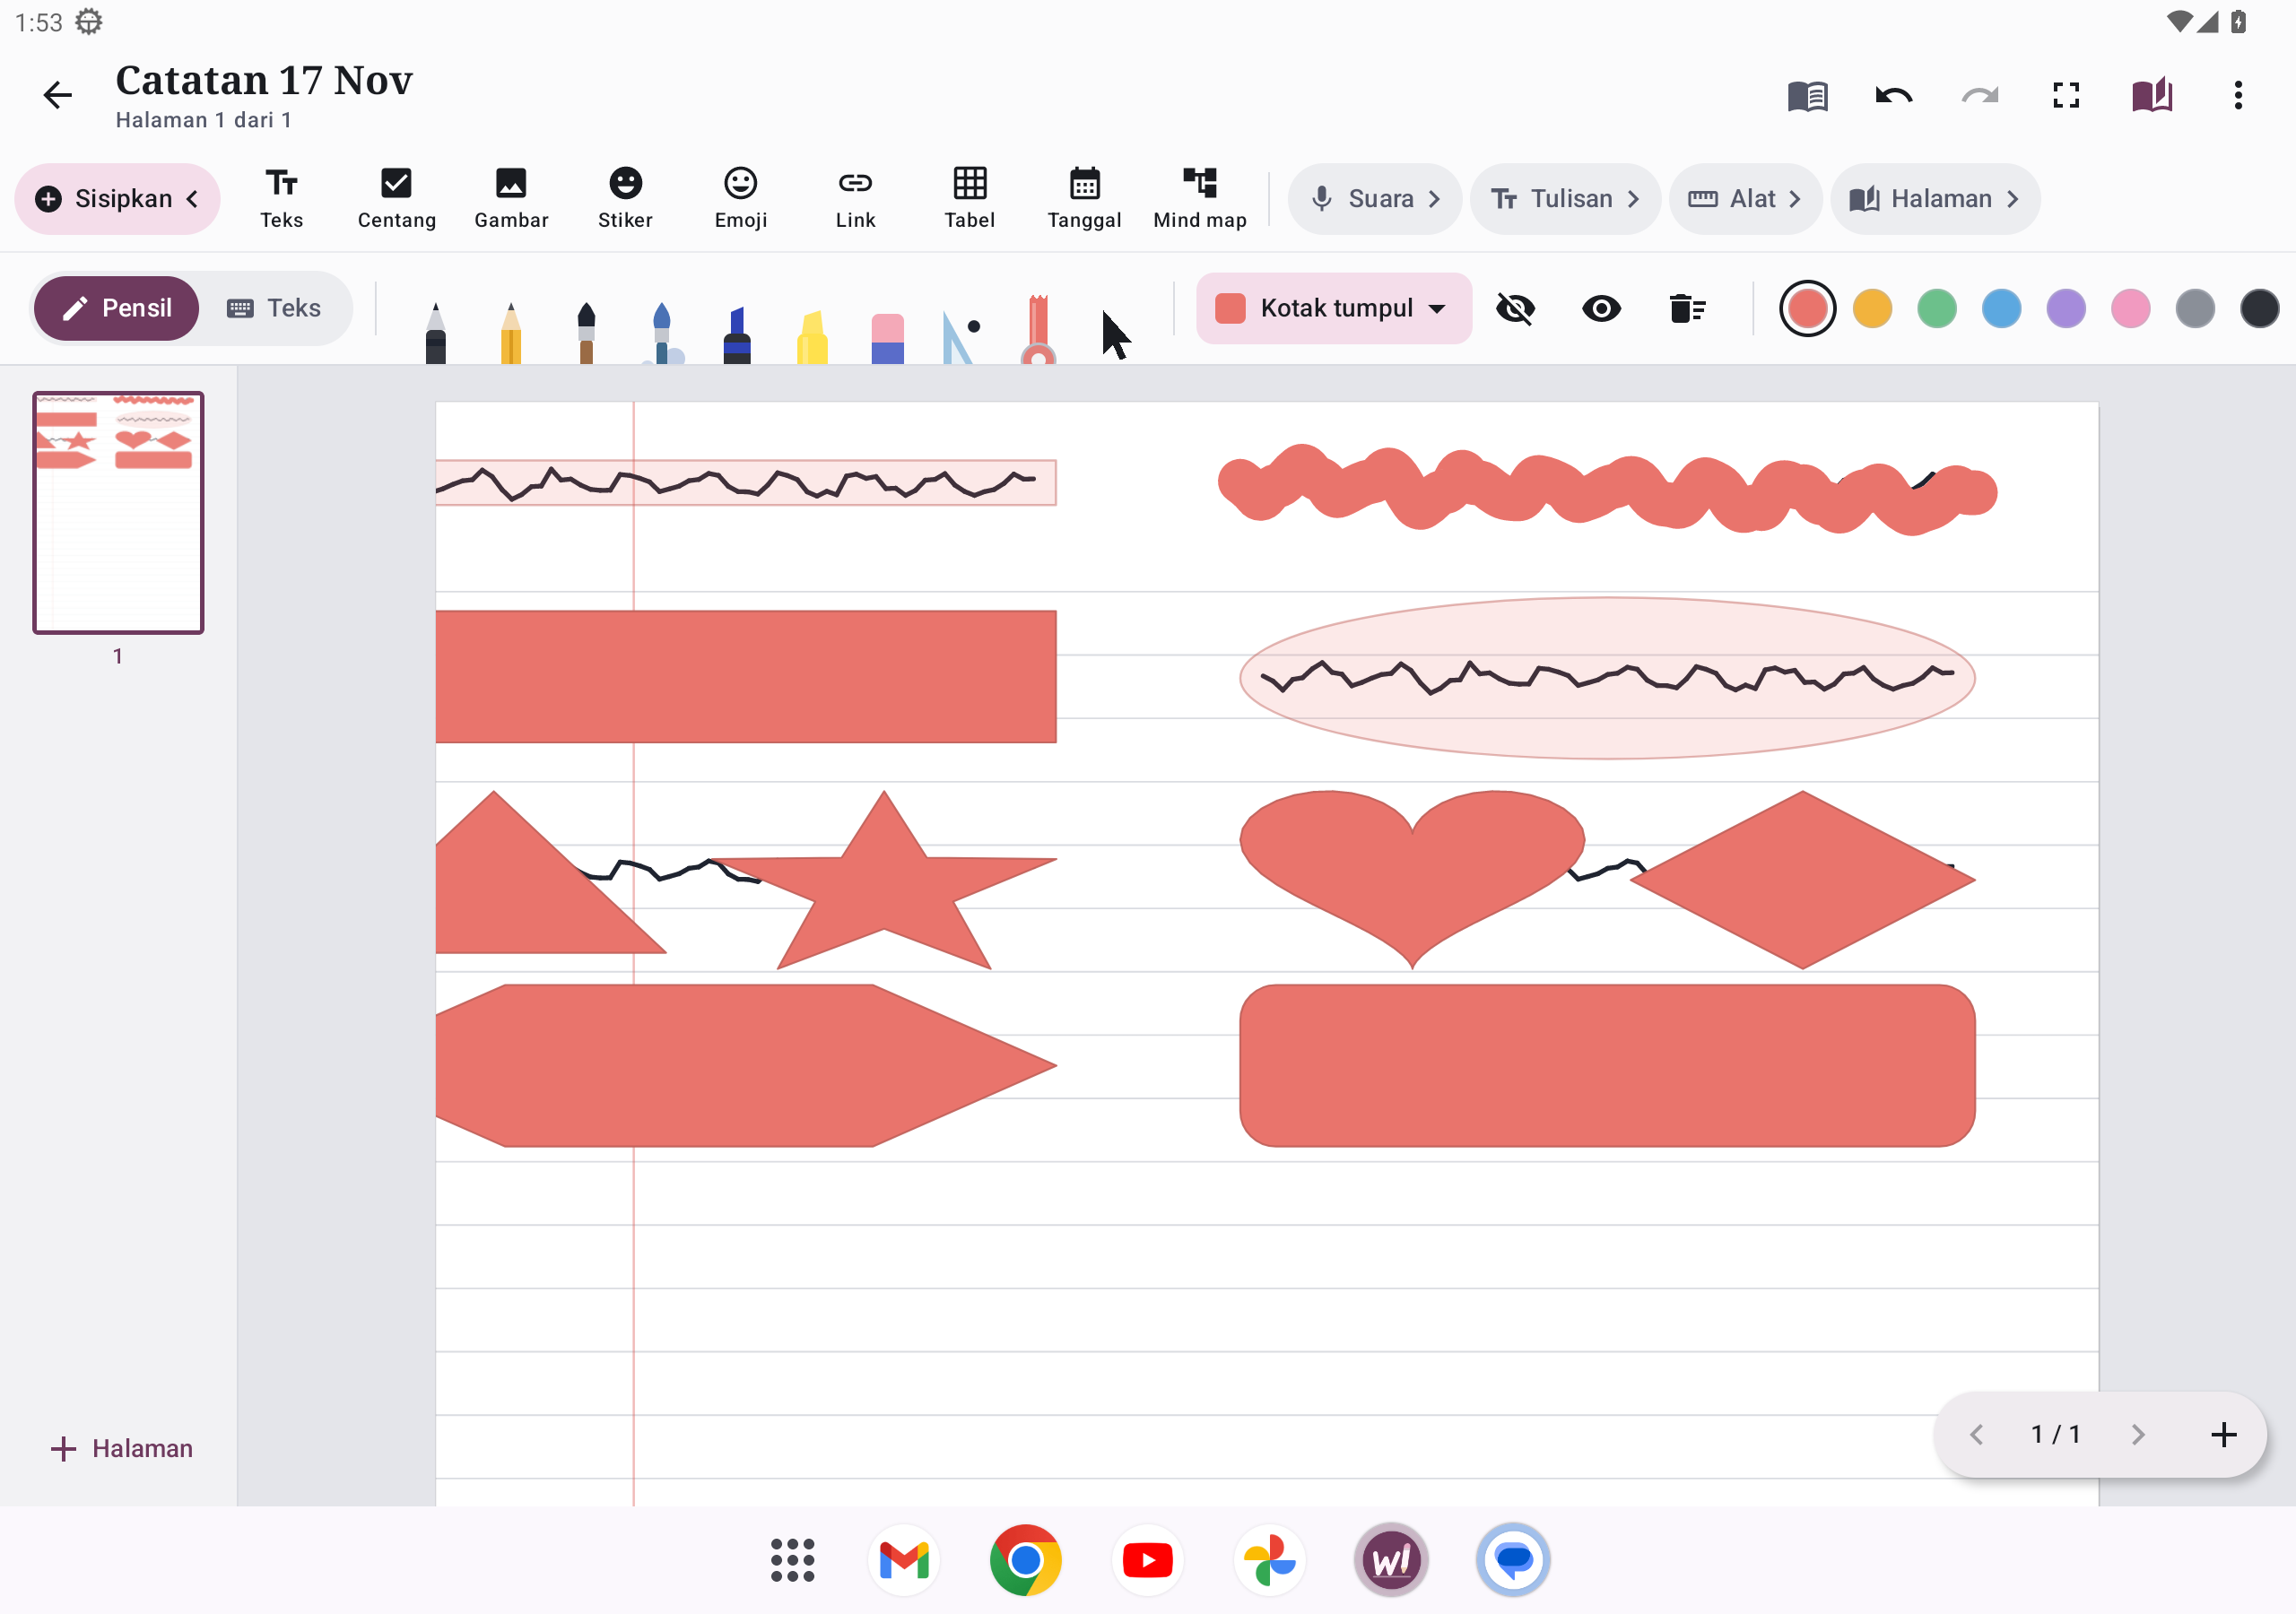 1:53
Catatan 17 Nov
Halaman 1 dari 1
Sisipkan
Teks
Centang
Gambar
Stiker
Emoji
Link
Tabel
Tanggal
Mind map
Suara
Tulisan
Alat
Halaman
Pensil
Teks
Kotak tumpul
1
Halaman
1 / 1